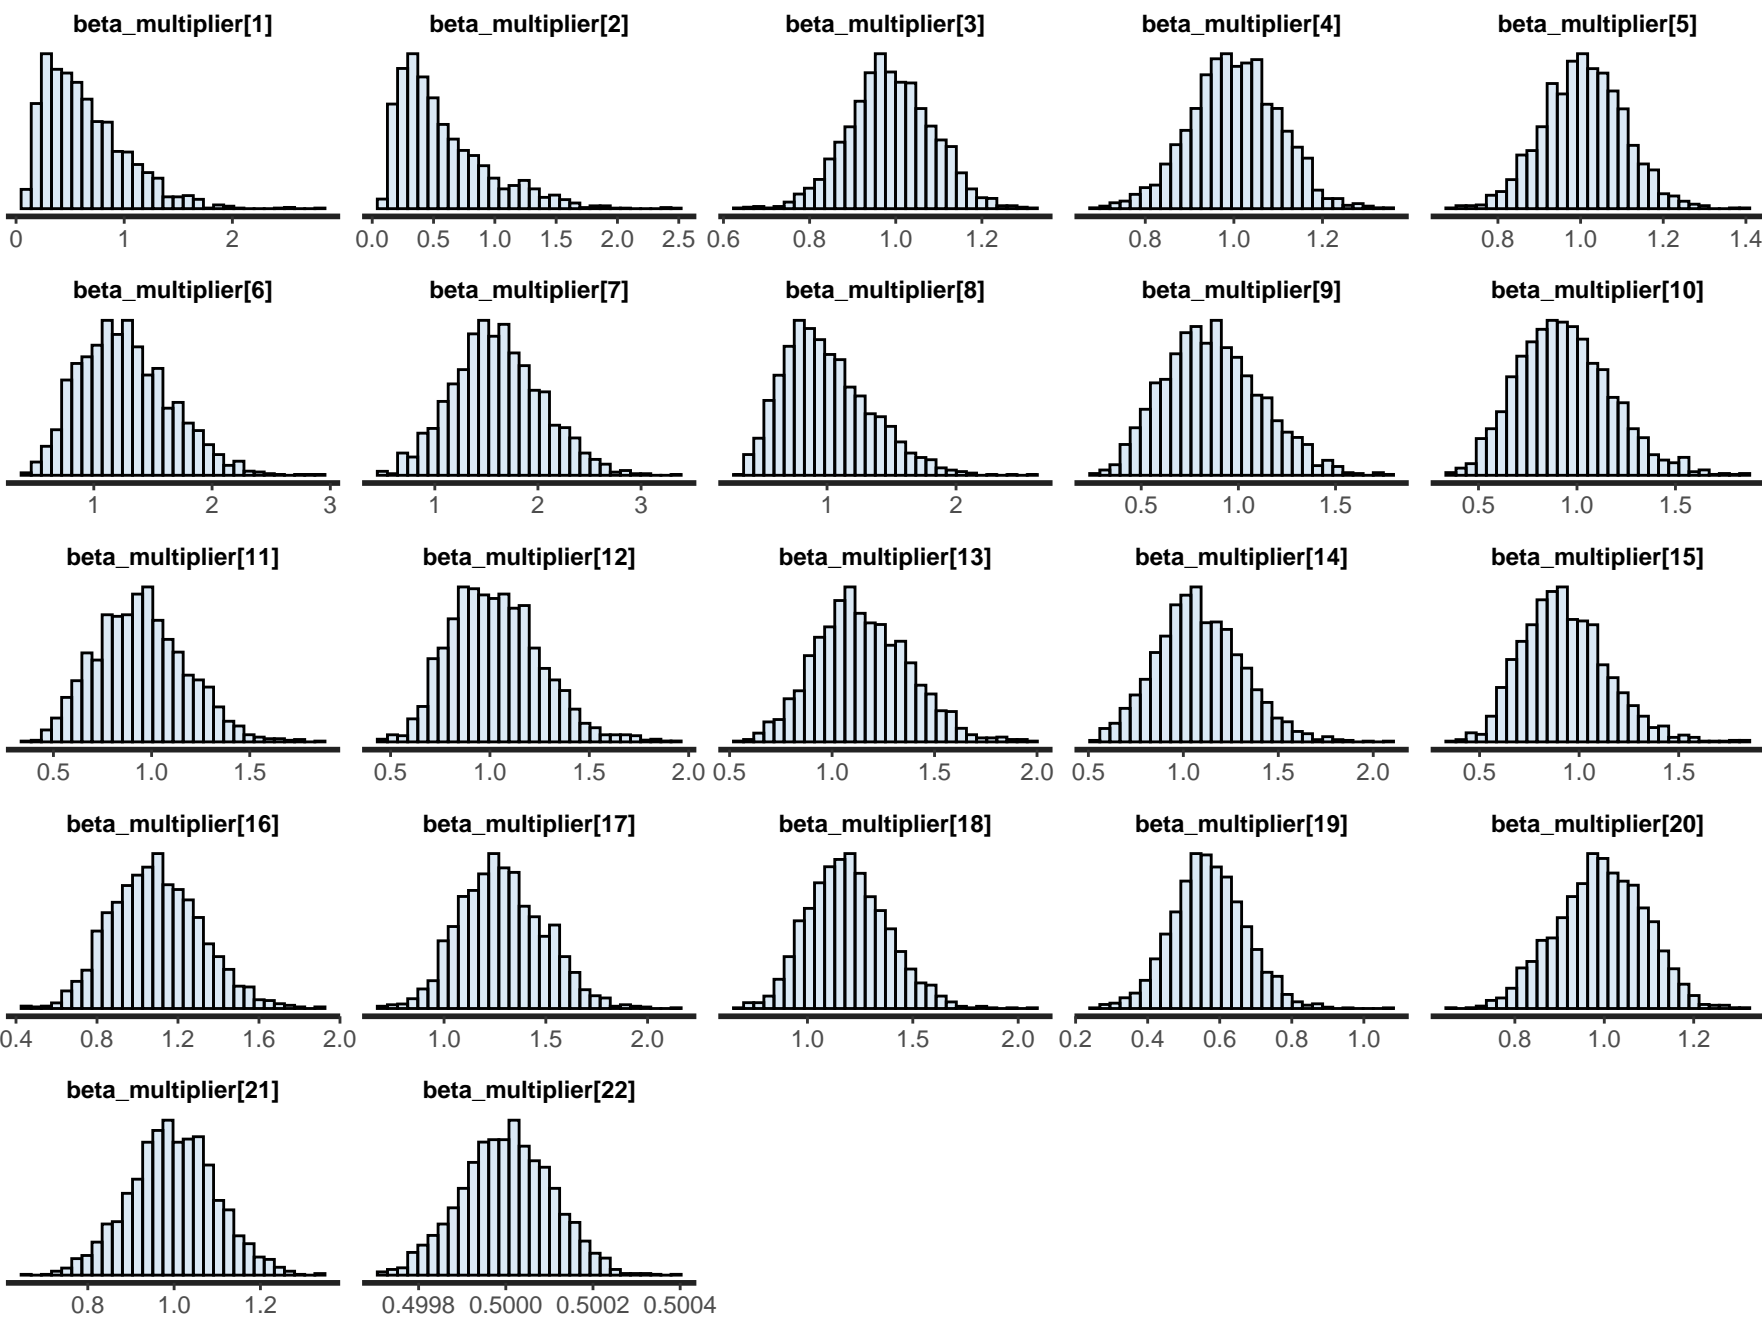 beta_multiplier[1] beta_multiplier[2] beta_multiplier[3] beta_multiplier[4] beta_multiplier[5]
0 1 2 0.0 0.5 1.0 1.5 2.0 2.5 0.6 0.8 1.0 1.2 0.8 1.0 1.2 0.8 1.0 1.2 1.4
beta_multiplier[6] beta_multiplier[7] beta_multiplier[8] beta_multiplier[9] beta_multiplier[10]
1 2 3 1 2 3 1 2 0.5 1.0 1.5 0.5 1.0 1.5
beta_multiplier[11] beta_multiplier[12] beta_multiplier[13] beta_multiplier[14] beta_multiplier[15]
0.5 1.0 1.5 0.5 1.0 1.5 2.0 0.5 1.0 1.5 2.0 0.5 1.0 1.5 2.0 0.5 1.0 1.5
beta_multiplier[16] beta_multiplier[17] beta_multiplier[18] beta_multiplier[19] beta_multiplier[20]
0.4 0.8 1.2 1.6 2.0 1.0 1.5 2.0 1.0 1.5 2.0 0.2 0.4 0.6 0.8 1.0 0.8 1.0 1.2
beta_multiplier[21] beta_multiplier[22]
0.8 1.0 1.2 0.4998 0.5000 0.5002 0.5004